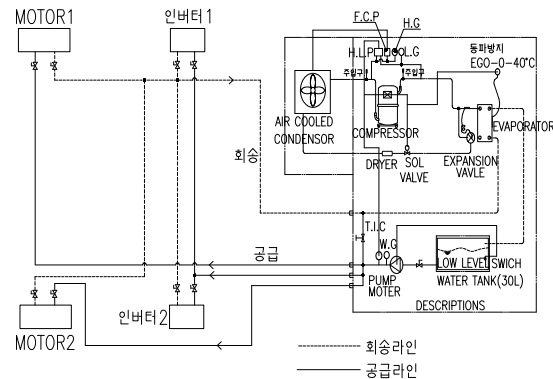 MOTOR1
인버터1
F.C.P
H.G
H.L.P
L.G
동파방지
EGO-0-40°C
주입구
주입구
AIR COOLED
CONDENSOR
COMPRESSOR
EVAPORATOR
DRYER
SOL
VALVE
EXPANSION
VAVLE
회송
T.I.C
W.G
공급
LOW LEVEL SWICH
PUMP
MOTER
WATER TANK(30L)
DESCRIPTIONS
MOTOR2
인버터2
회송라인
공급라인